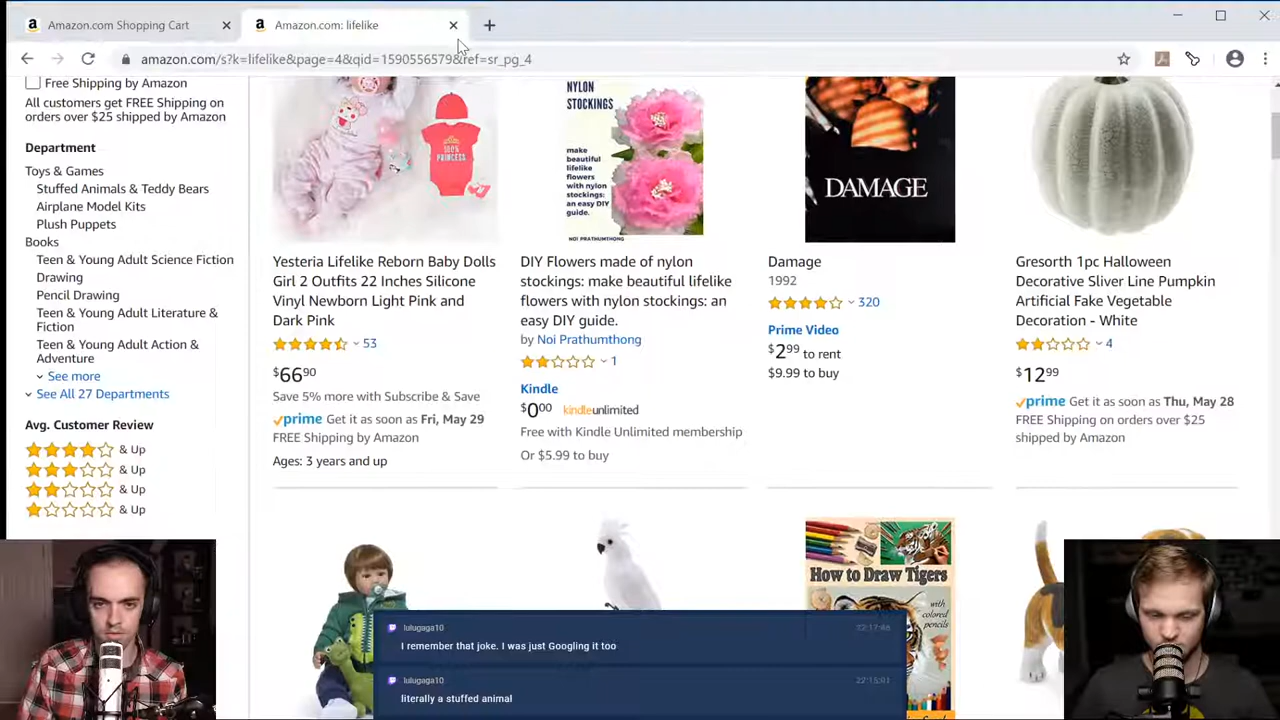 Amazon.com Shopping Cart
Amazon.com: lifelike
amazon.com/s?k=lifelike&page=4&qid=1590556579&ref=sr_pg_4
Free Shipping by Amazon
All customers get FREE Shipping on
orders over $25 shipped by Amazon
Department
Toys & Games
Stuffed Animals & Teddy Bears
Airplane Model Kits
Plush Puppets
Books
Teen & Young Adult Science Fiction
Drawing
Pencil Drawing
Teen & Young Adult Literature &
Fiction
Teen & Young Adult Action &
Adventure
See more
See All 27 Departments
Avg. Customer Review
& Up
& Up
& Up
& Up
100%
PRINCESS
Yesteria Lifelike Reborn Baby Dolls
Girl 2 Outfits 22 Inches Silicone
Vinyl Newborn Light Pink and
Dark Pink
53
$6690
Save 5% more with Subscribe & Save
prime Get it as soon as Fri, May 29
FREE Shipping by Amazon
Ages: 3 years and up
NYLON
STOCKINGS
make
beautiful
lifelike
flowers
with nylon
stockings:
an easy DIY
guide.
NOI PRATHUMTHONG
DIY Flowers made of nylon
stockings: make beautiful lifelike
flowers with nylon stockings: an
easy DIY guide.
by Noi Prathumthong
1
Kindle
$000 kindleunlimited
Free with Kindle Unlimited membership
Or $5.99 to buy
DAMAGE
Damage
1992
320
Prime Video
$299 to rent
$9.99 to buy
Gresorth 1pc Halloween
Decorative Sliver Line Pumpkin
Artificial Fake Vegetable
Decoration - White
4
$1299
prime Get it as soon as Thu, May 28
FREE Shipping on orders over $25
shipped by Amazon
How to Draw Tigers
with
colored
pencils
lulugaga10
I remember that joke. I was just Googling it too
lulugaga10
literally a stuffed animal